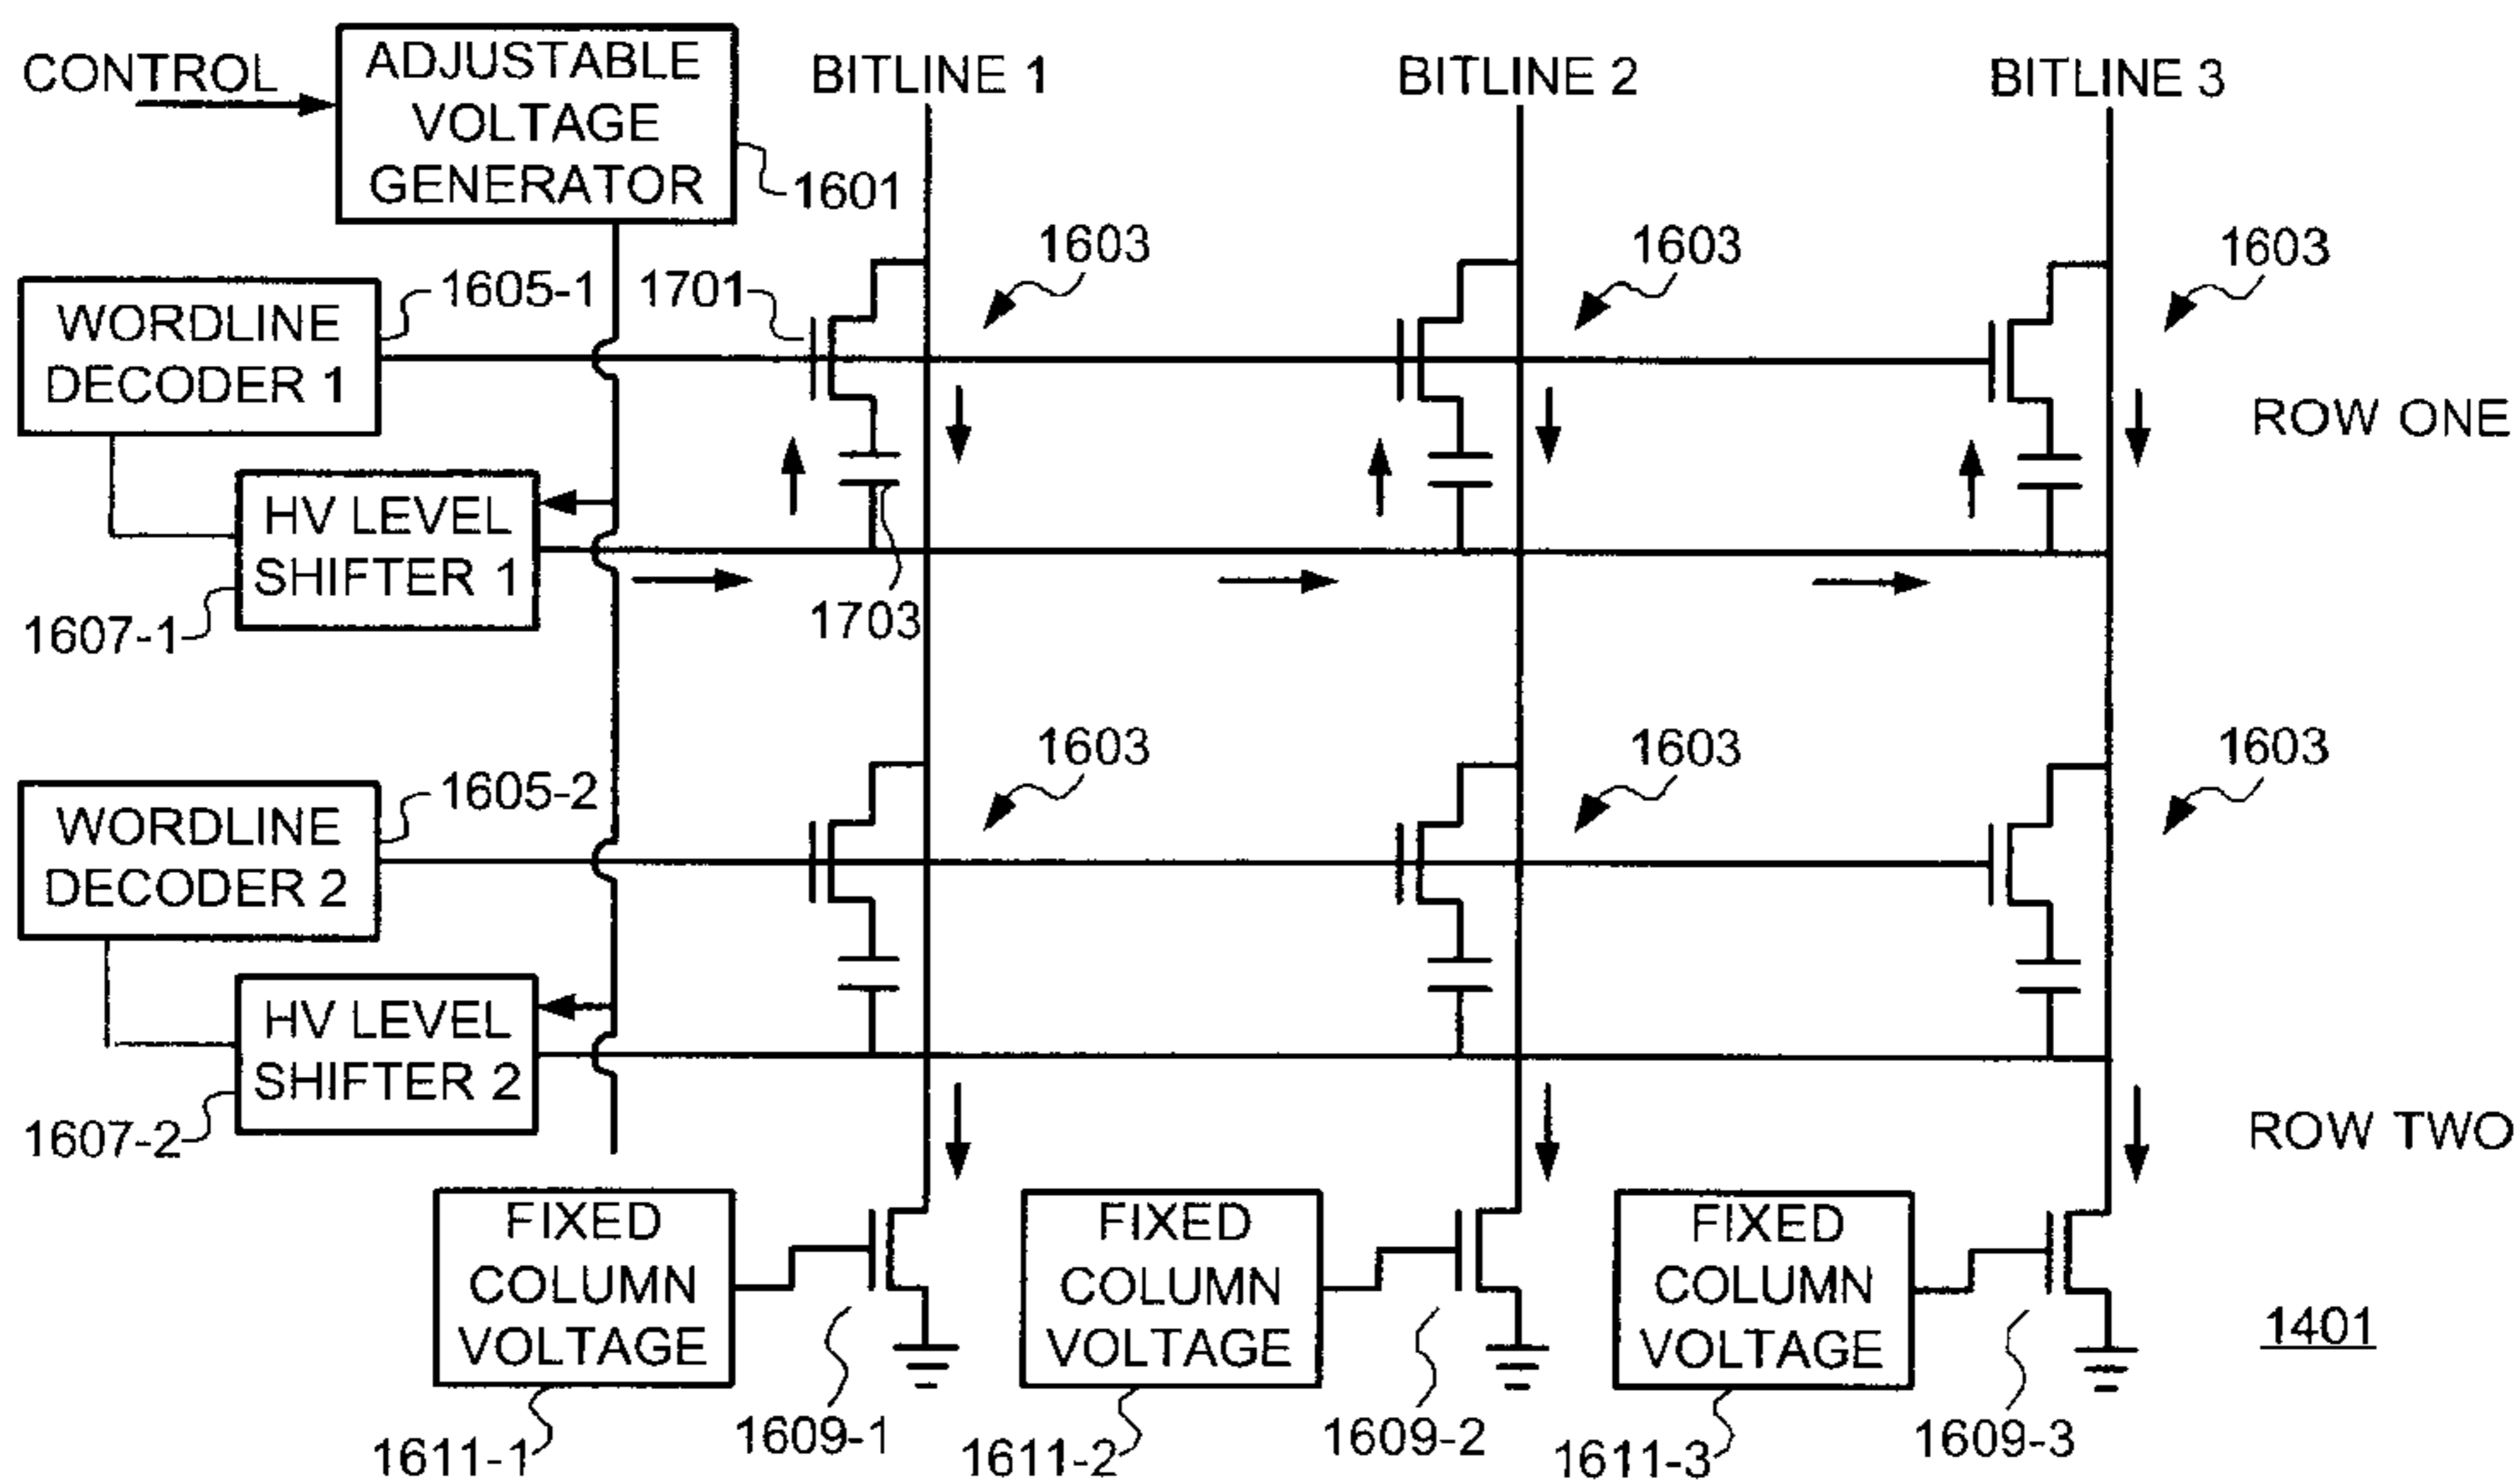 CONTROL
ADJUSTABLE
VOLTAGE
GENERATOR
1601
BITLINE 1
BITLINE 2
BITLINE 3
1603
1603
1603
WORDLINE
DECODER 1
1605-1
1701
ROW ONE
HV LEVEL
SHIFTER 1
1607-1
1703
1603
1603
1603
WORDLINE
DECODER 2
1605-2
HV LEVEL
SHIFTER 2
1607-2
ROW TWO
FIXED
COLUMN
VOLTAGE
FIXED
COLUMN
VOLTAGE
FIXED
COLUMN
VOLTAGE
1401
1611-1
1609-1
1611-2
1609-2
1611-3
1609-3